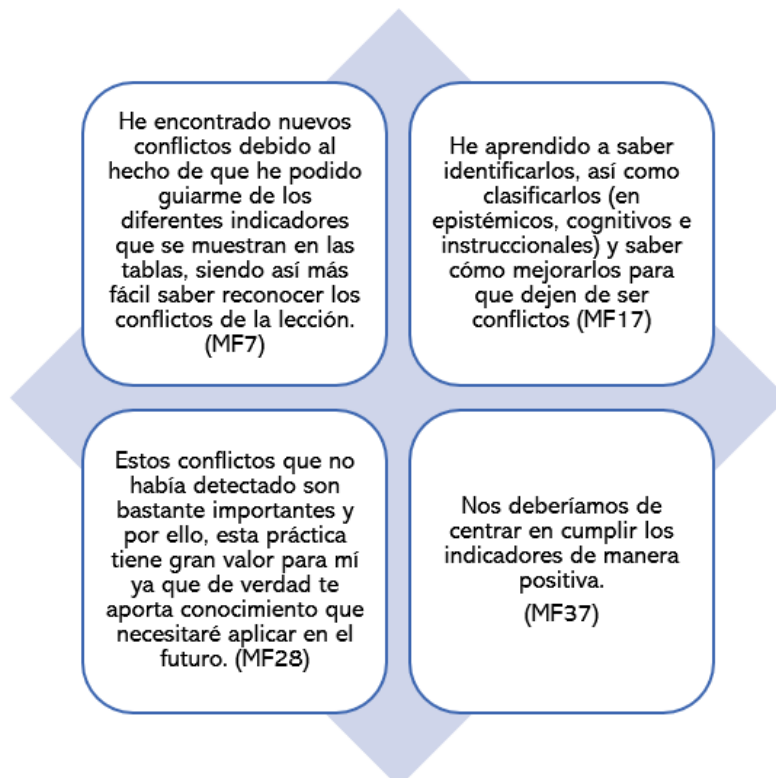 He encontrado nuevos
conflictos debido al
hecho de que he podido
guiarme de los
diferentes indicadores
que se muestran en las
tablas, siendo así más
fácil saber reconocer los
conflictos de la lección.
(MF7)
He aprendido a saber
identificarlos, así como
clasificarlos (en
epistémicos, cognitivos e
instruccionales) y saber
cómo mejorarlos para
que dejen de ser
conflictos (MF17)
Estos conflictos que no
había detectado son
bastante importantes y
por ello, esta práctica
tiene gran valor para mí
ya que de verdad te
aporta conocimiento que
necesitaré aplicar en el
futuro. (MF28)
Nos deberíamos de
centrar en cumplir los
indicadores de manera
positiva.
(MF37)